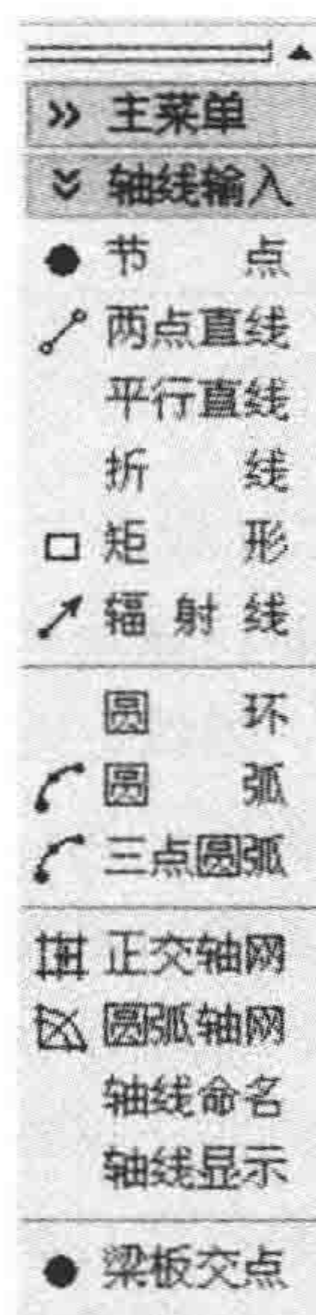 主菜单
轴线输入
节点
两点直线
平行直线
折线
矩形
辐射线
圆环
圆弧
三点圆弧
正交轴网
圆弧轴网
轴线命名
轴线显示
梁板交点